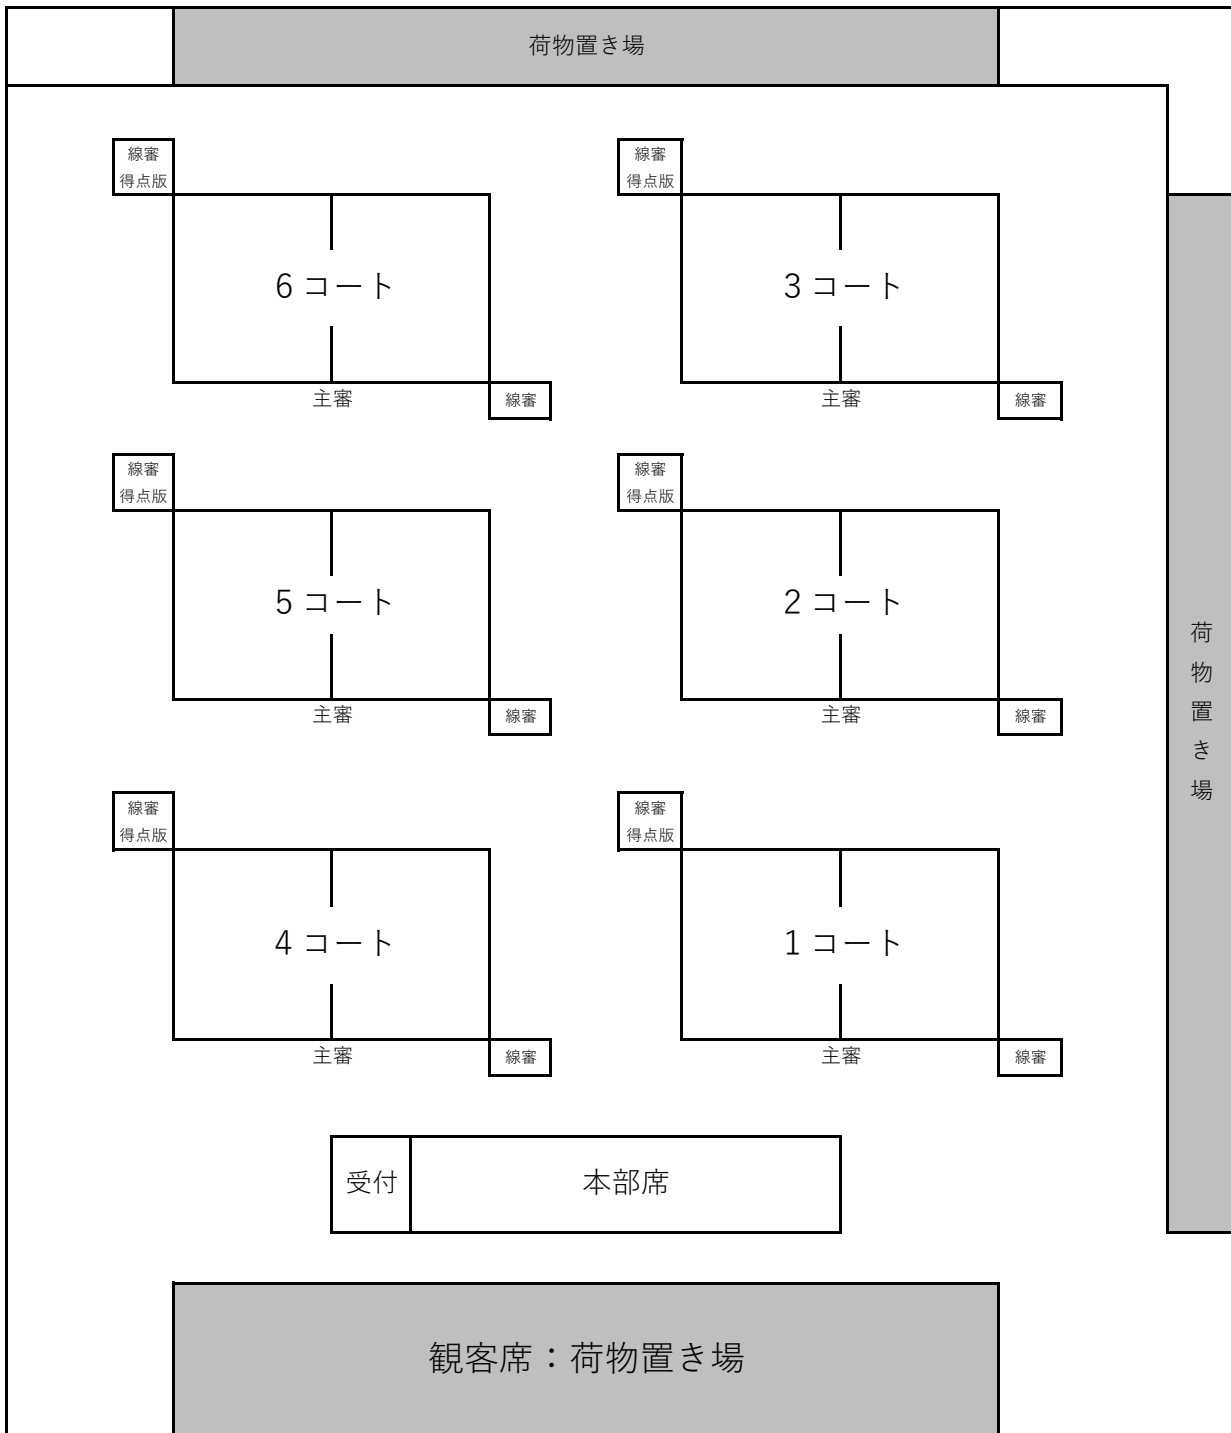 荷物置き場
線審
得点版
線審
得点版
6 コート
3 コート
主審
線審
主審
線審
線審
得点版
線審
得点版
5 コート
2 コート
主審
線審
主審
線審
荷物置き場
線審
得点版
線審
得点版
4 コート
1 コート
主審
線審
主審
線審
受付
本部席
観客席：荷物置き場